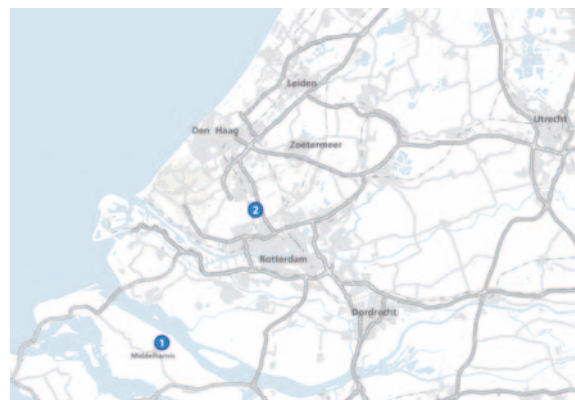 Leiden
Den Haag
Utrecht
Zoetermeer
2
Rotterdam
Dordrecht
1
Middelharnis